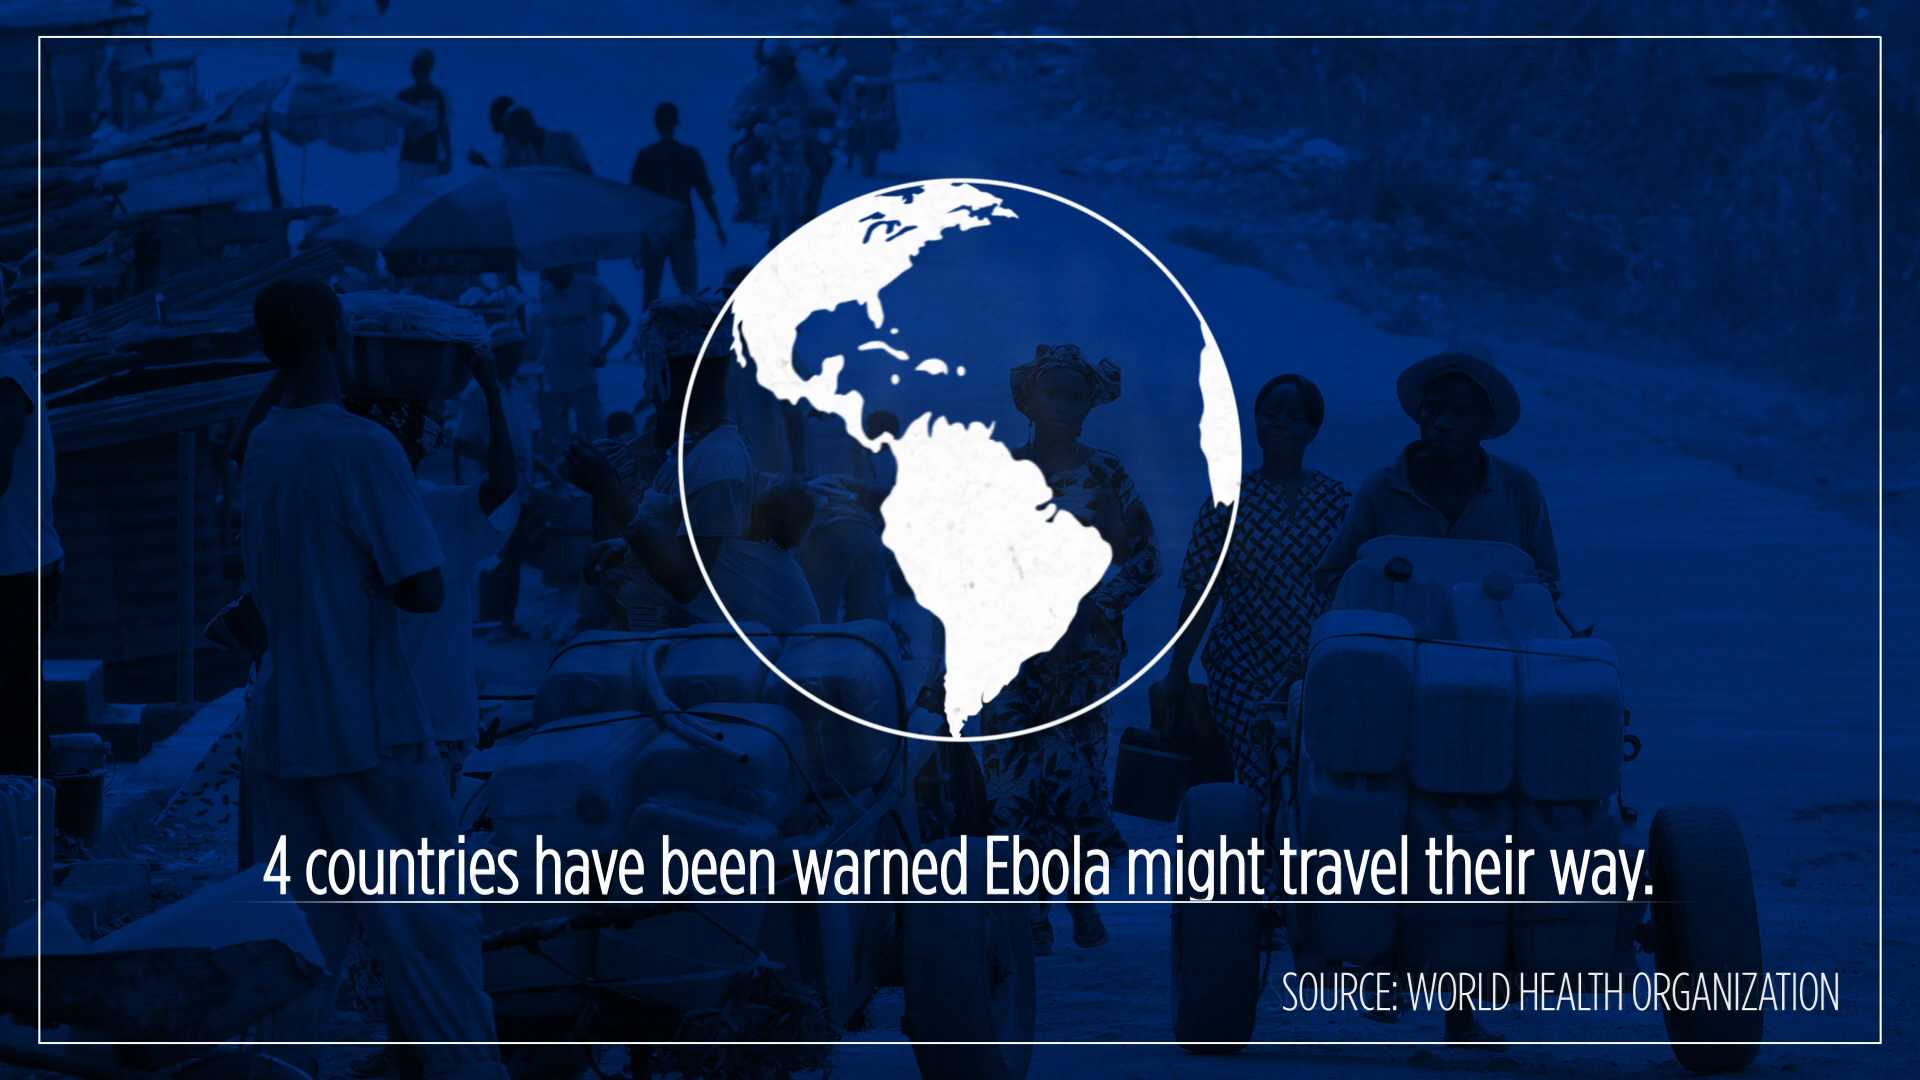 4 countries have been warned Ebola might travel their way.
SOURCE: WORLD HEALTH ORGANIZATION